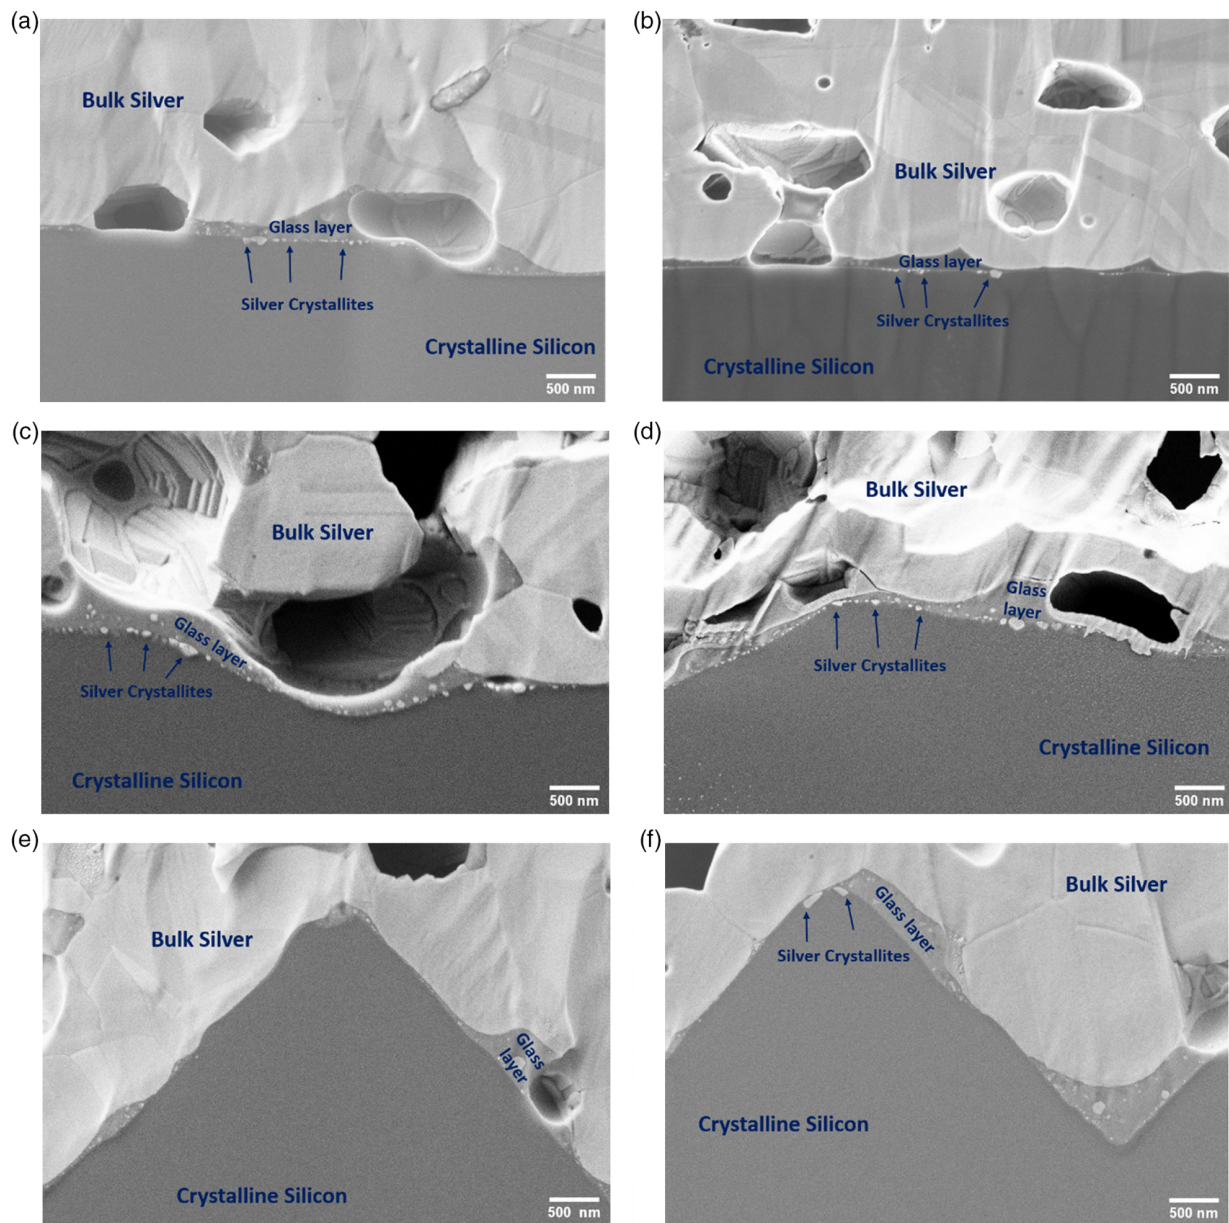 (a)
Bulk Silver
Glass layer
Silver Crystallites
Crystalline Silicon
500 nm
(b)
Bulk Silver
Glass layer
Silver Crystallites
Crystalline Silicon
500 nm
(c)
Bulk Silver
Glass layer
Silver Crystallites
Crystalline Silicon
500 nm
(d)
Bulk Silver
Glass
layer
Silver Crystallites
Crystalline Silicon
500 nm
(e)
Bulk Silver
Glass
layer
Crystalline Silicon
500 nm
(f)
Bulk Silver
Glass layer
Silver Crystallites
Crystalline Silicon
500 nm